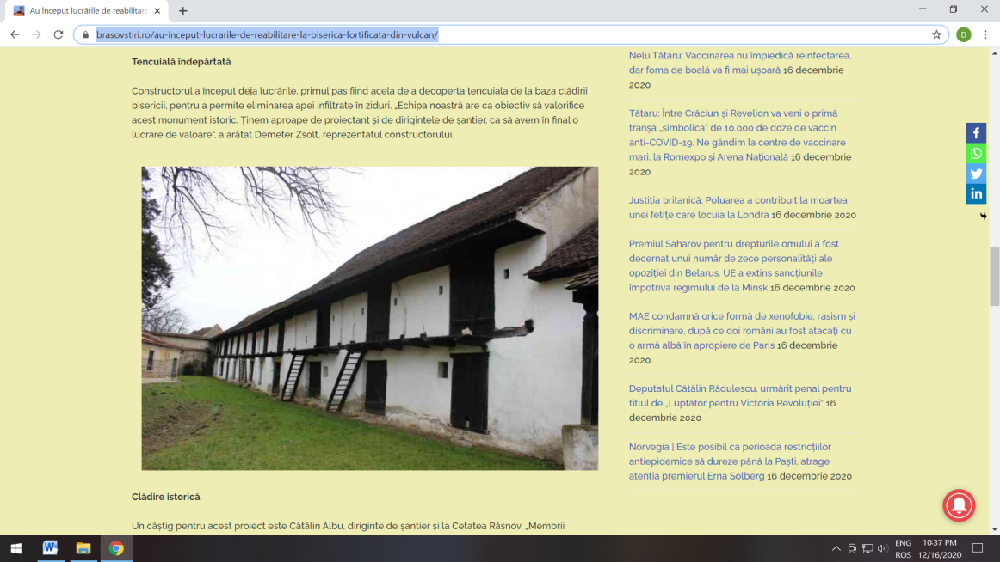 Au început lucrările de reabilitare
brasovstiri.ro/au-inceput-lucrarile-de-reabilitare-la-biserica-fortificata-din-vulcan/
D
Tencuială îndepărtată
Constructorul a început deja lucrările, primul pas fiind acela de a decoperta tencuiala de la baza clădirii
bisericii, pentru a permite eliminarea apei infiltrate în ziduri. „Echipa noastră are ca obiectiv să valorifice
acest monument istoric. Ținem aproape de proiectant și de dirigintele de șantier, ca să avem în final o
lucrare de valoare", a arătat Demeter Zsolt, reprezentatul constructorului.
Clădire istorică
Un câștig pentru acest proiect este Cătălin Albu, diriginte de șantier și la Cetatea Râșnov. „Membrii
Nelu Tătaru: Vaccinarea nu împiedică reinfectarea,
dar foma de boală va fi mai ușoară 16 decembrie
2020
Tătaru: Între Crăciun și Revelion va veni o primă
tranșă „simbolică" de 10.000 de doze de vaccin
anti-COVID-19. Ne gândim la centre de vaccinare
mari, la Romexpo și Arena Națională 16 decembrie
2020
Justiția britanică: Poluarea a contribuit la moartea
unei fetițe care locuia la Londra 16 decembrie 2020
Premiul Saharov pentru drepturile omului a fost
decernat unui număr de zece personalități ale
opoziției din Belarus. UE a extins sancțiunile
împotriva regimului de la Minsk 16 decembrie 2020
MAE condamnă orice formă de xenofobie, rasism și
discriminare, după ce doi români au fost atacați cu
o armă albă în apropiere de Paris 16 decembrie
2020
Deputatul Cătălin Rădulescu, urmărit penal pentru
titlul de „Luptător pentru Victoria Revoluției" 16
decembrie 2020
Norvegia | Este posibil ca perioada restricțiilor
antiepidemice să dureze până la Paști, atrage
atenția premierul Erna Solberg 16 decembrie 2020
ENG
ROS
10:37 PM
12/16/2020